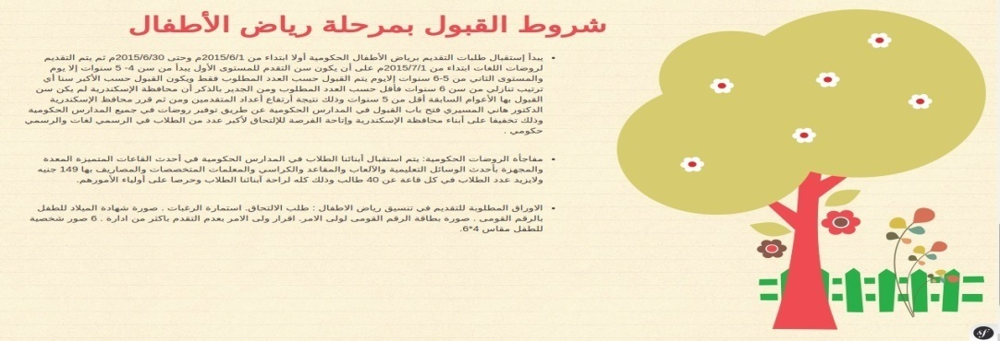 شروط القبول بمرحلة رياض الأطفال
• يبدأ إستقبال طلبات التقديم برياض الأطفال الحكومية أولا ابتداء من 2015/6/1م وحتى 2015/6/30م ثم يتم التقديم
لروضات اللغات ابتداء من 2015/7/1م على أن يكون سن التقدم للمستوى الأول يبدأ من سن 4- 5 سنوات إلا يوم
والمستوى الثاني من 5-6 سنوات إلايوم يتم القبول حسب العدد المطلوب فقط ويكون القبول حسب الأكبر سنا أي
ترتيب تنازلي من سن 6 سنوات فأقل حسب العدد المطلوب ومن الجدير بالذكر أن محافظة الإسكندرية لم يكن سن
القبول بها الأعوام السابقة أقل من 5 سنوات وذلك نتيجة أرتفاع أعداد المتقدمين ومن ثم قرر محافظ الإسكندرية
الدكتور هاني المسيري فتح باب القبول في المدارس الحكومية عن طريق توفير روضات في جميع المدارس الحكومية
وذلك تخفيفا على أبناء محافظة الإسكندرية وإتاحة الفرصة للإلتحاق لأكبر عدد من الطلاب في الرسمي لغات والرسمي
حكومي .
• مفاجأة الروضات الحكومية: يتم استقبال أبنائنا الطلاب في المدارس الحكومية في أحدث القاعات المتميزة المعدة
والمجهزة بأحدث الوسائل التعليمية والألعاب والمقاعد والكراسي والمعلمات المتخصصات والمصاريف بها 149 جنيه
ولايزيد عدد الطلاب في كل قاعة عن 40 طالب وذلك كله لراحة أبنائنا الطلاب وحرصا على أولياء الأمورهم.
• الاوراق المطلوبة للتقديم في تنسيق رياض الاطفال : طلب الالتحاق. استمارة الرغبات . صورة شهادة الميلاد للطفل
بالرقم القومى . صورة بطاقة الرقم القومى لولى الامر. اقرار ولى الامر بعدم التقدم باكثر من ادارة . 6 صور شخصية
للطفل مقاس 4*6.
sf